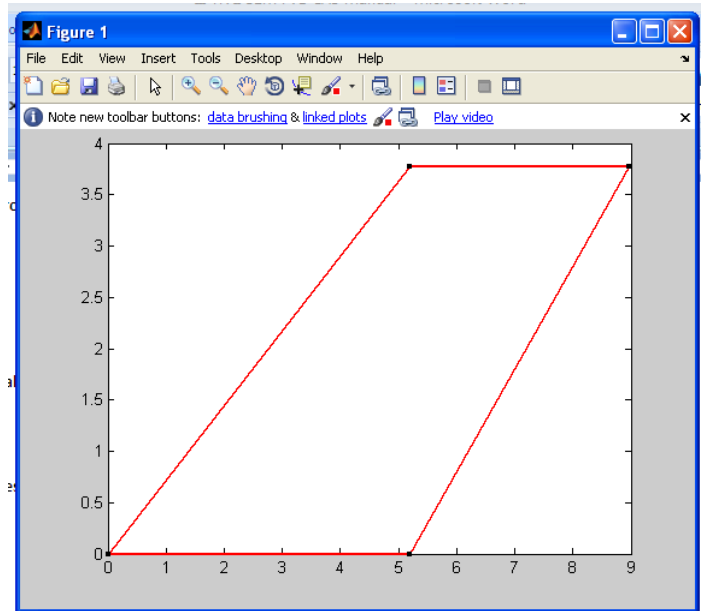 Figure 1
File Edit View Insert Tools Desktop Window Help
Note new toolbar buttons: data brushing & linked plots Play video
4
3.5
3
2.5
2
1.5
1
0.5
0
0 1 2 3 4 5 6 7 8 9